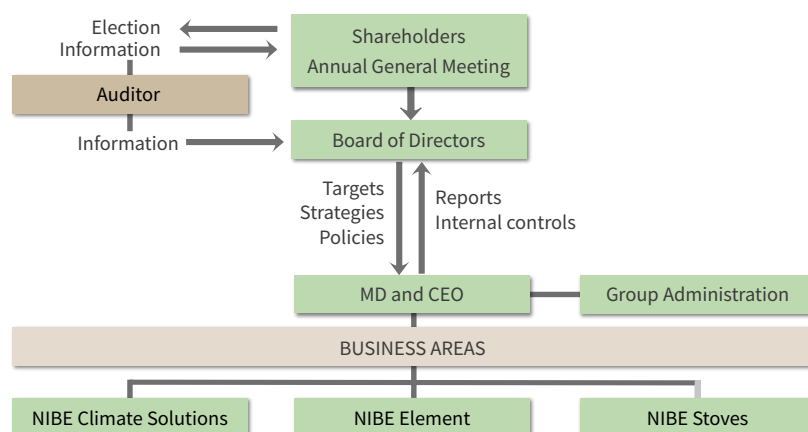 Election
Information
Shareholders
Annual General Meeting
Auditor
Information
Board of Directors
Targets
Strategies
Policies
Reports
Internal controls
MD and CEO
Group Administration
BUSINESS AREAS
NIBE Climate Solutions
NIBE Element
NIBE Stoves